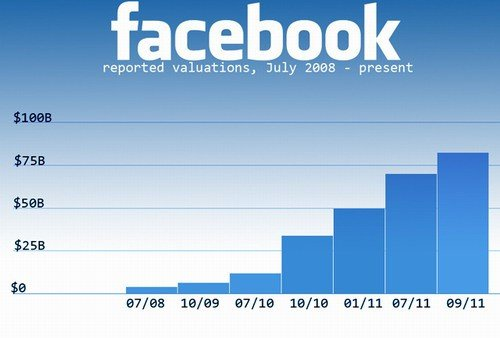 facebook
reported valuations, July 2008 - present
$100B
$75B
$50B
$25B
$0
07/08 10/09 07/10 10/10 01/11 07/11 09/11